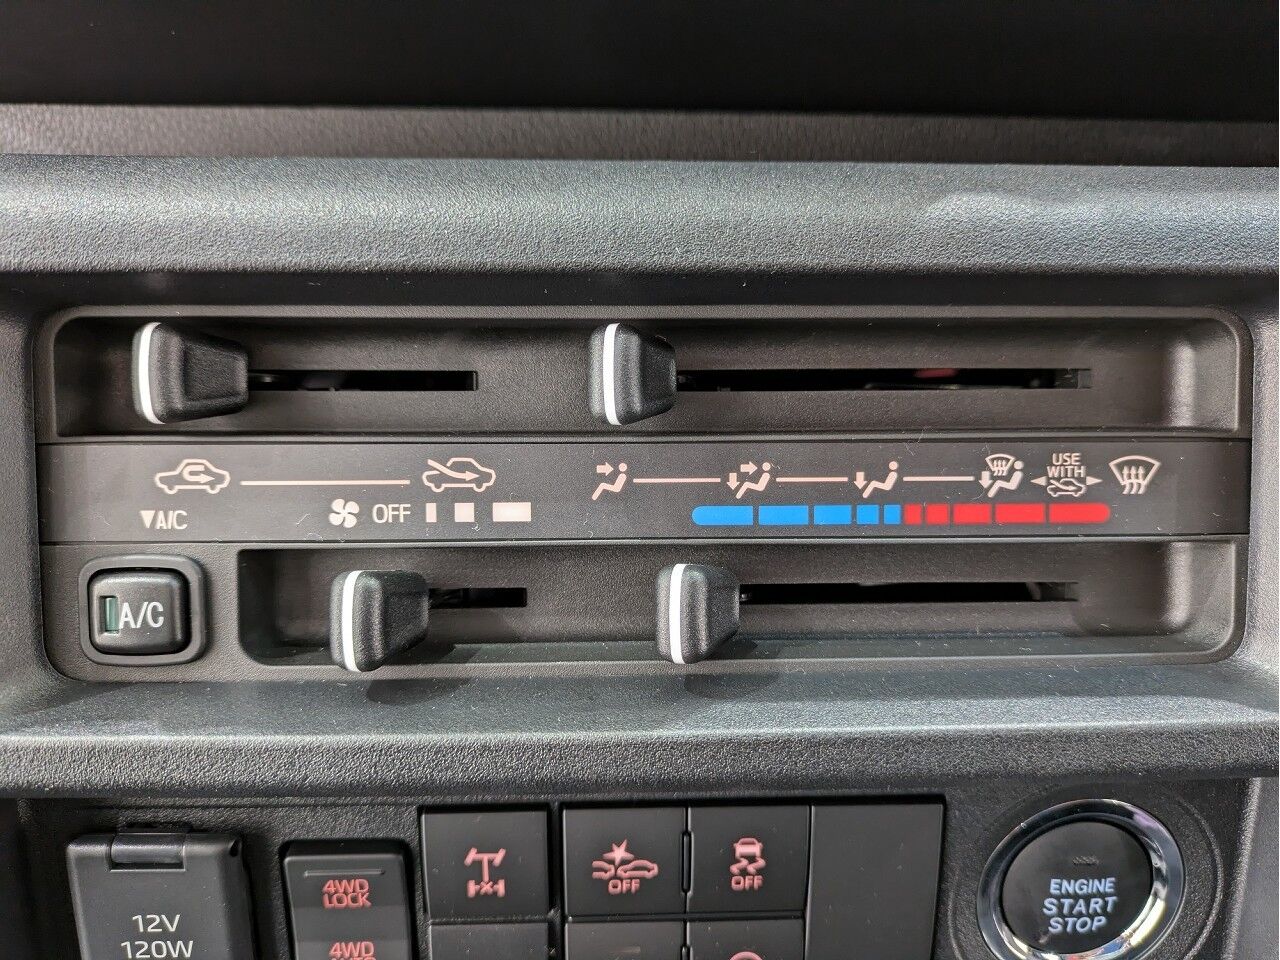 USE
WITH
▼A/C
OFF
A/C
12V
120W
4WD
LOCK
4WD
OFF
OFF
ENGINE
START
STOP